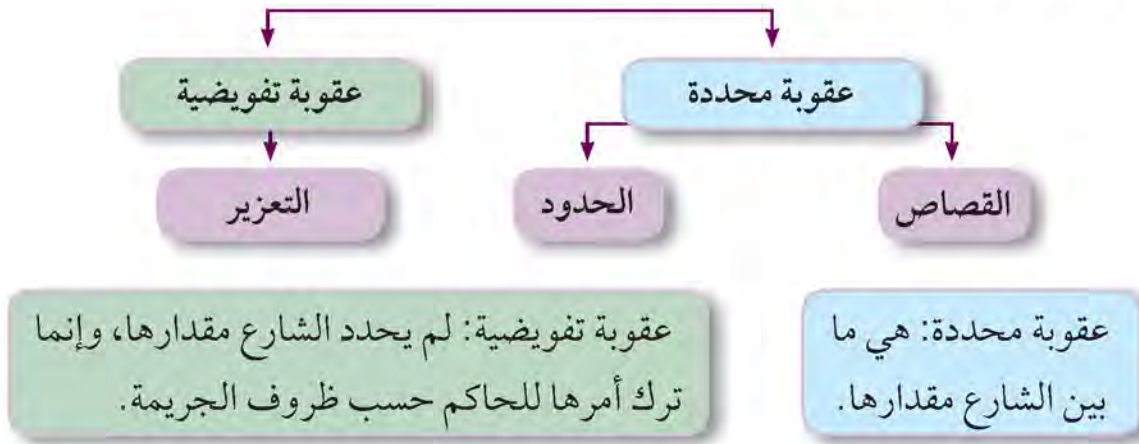 عقوبة محددة
عقوبة تفويضية
القصاص
الحدود
التعزير
عقوبة محددة: هي ما
بين الشارع مقدارها.
عقوبة تفويضية: لم يحدد الشارع مقدارها، وإنما
ترك أمرها للحاكم حسب ظروف الجريمة.